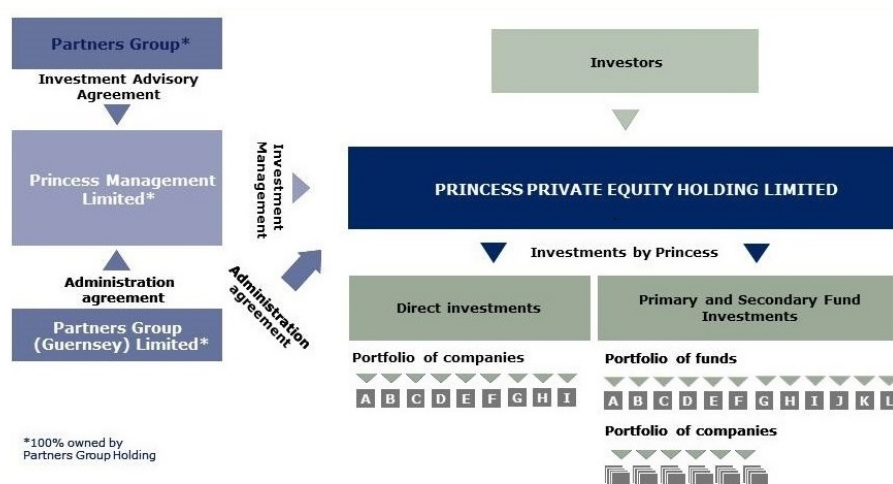 Partners Group*
Investment Advisory
Agreement
Princess Management
Limited*
Administration
agreement
Partners Group
(Guernsey) Limited*
*100% owned by
Partners Group Holding
Investment
Management
Administration
agreement
Investors
PRINCESS PRIVATE EQUITY HOLDING LIMITED
Investments by Princess
Direct investments
Portfolio of companies
A B C D E F G H I
Primary and Secondary Fund
Investments
Portfolio of funds
A B C D E F G H I J K L
Portfolio of companies